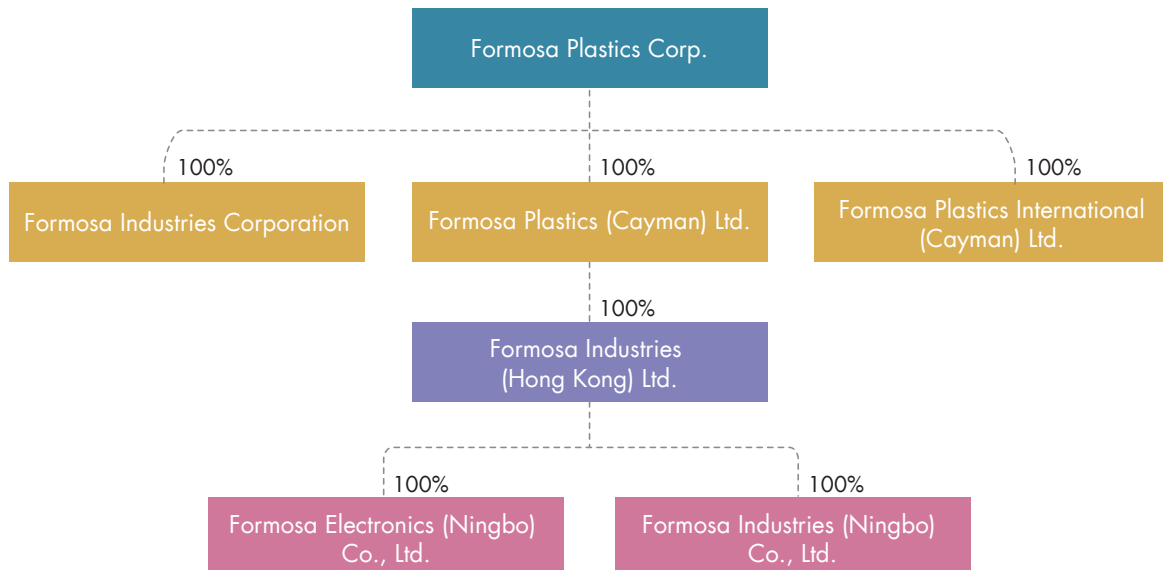 Formosa Plastics Corp.
100%
100%
100%
Formosa Industries Corporation
Formosa Plastics (Cayman) Ltd.
Formosa Plastics International
(Cayman) Ltd.
100%
Formosa Industries
(Hong Kong) Ltd.
100%
100%
Formosa Electronics (Ningbo)
Co., Ltd.
Formosa Industries (Ningbo)
Co., Ltd.